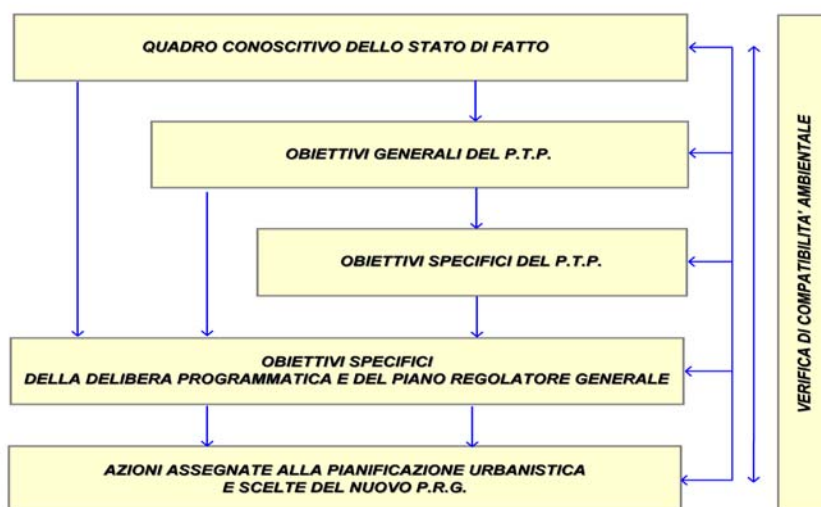 QUADRO CONOSCITIVO DELLO STATO DI FATTO
OBIETTIVI GENERALI DEL P.T.P.
OBIETTIVI SPECIFICI DEL P.T.P.
OBIETTIVI SPECIFICI
DELLA DELIBERA PROGRAMMATICA E DEL PIANO REGOLATORE GENERALE
AZIONI ASSEGNATE ALLA PIANIFICAZIONE URBANISTICA
E SCELTE DEL NUOVO P.R.G.
VERIFICA DI COMPATIBILITA' AMBIENTALE